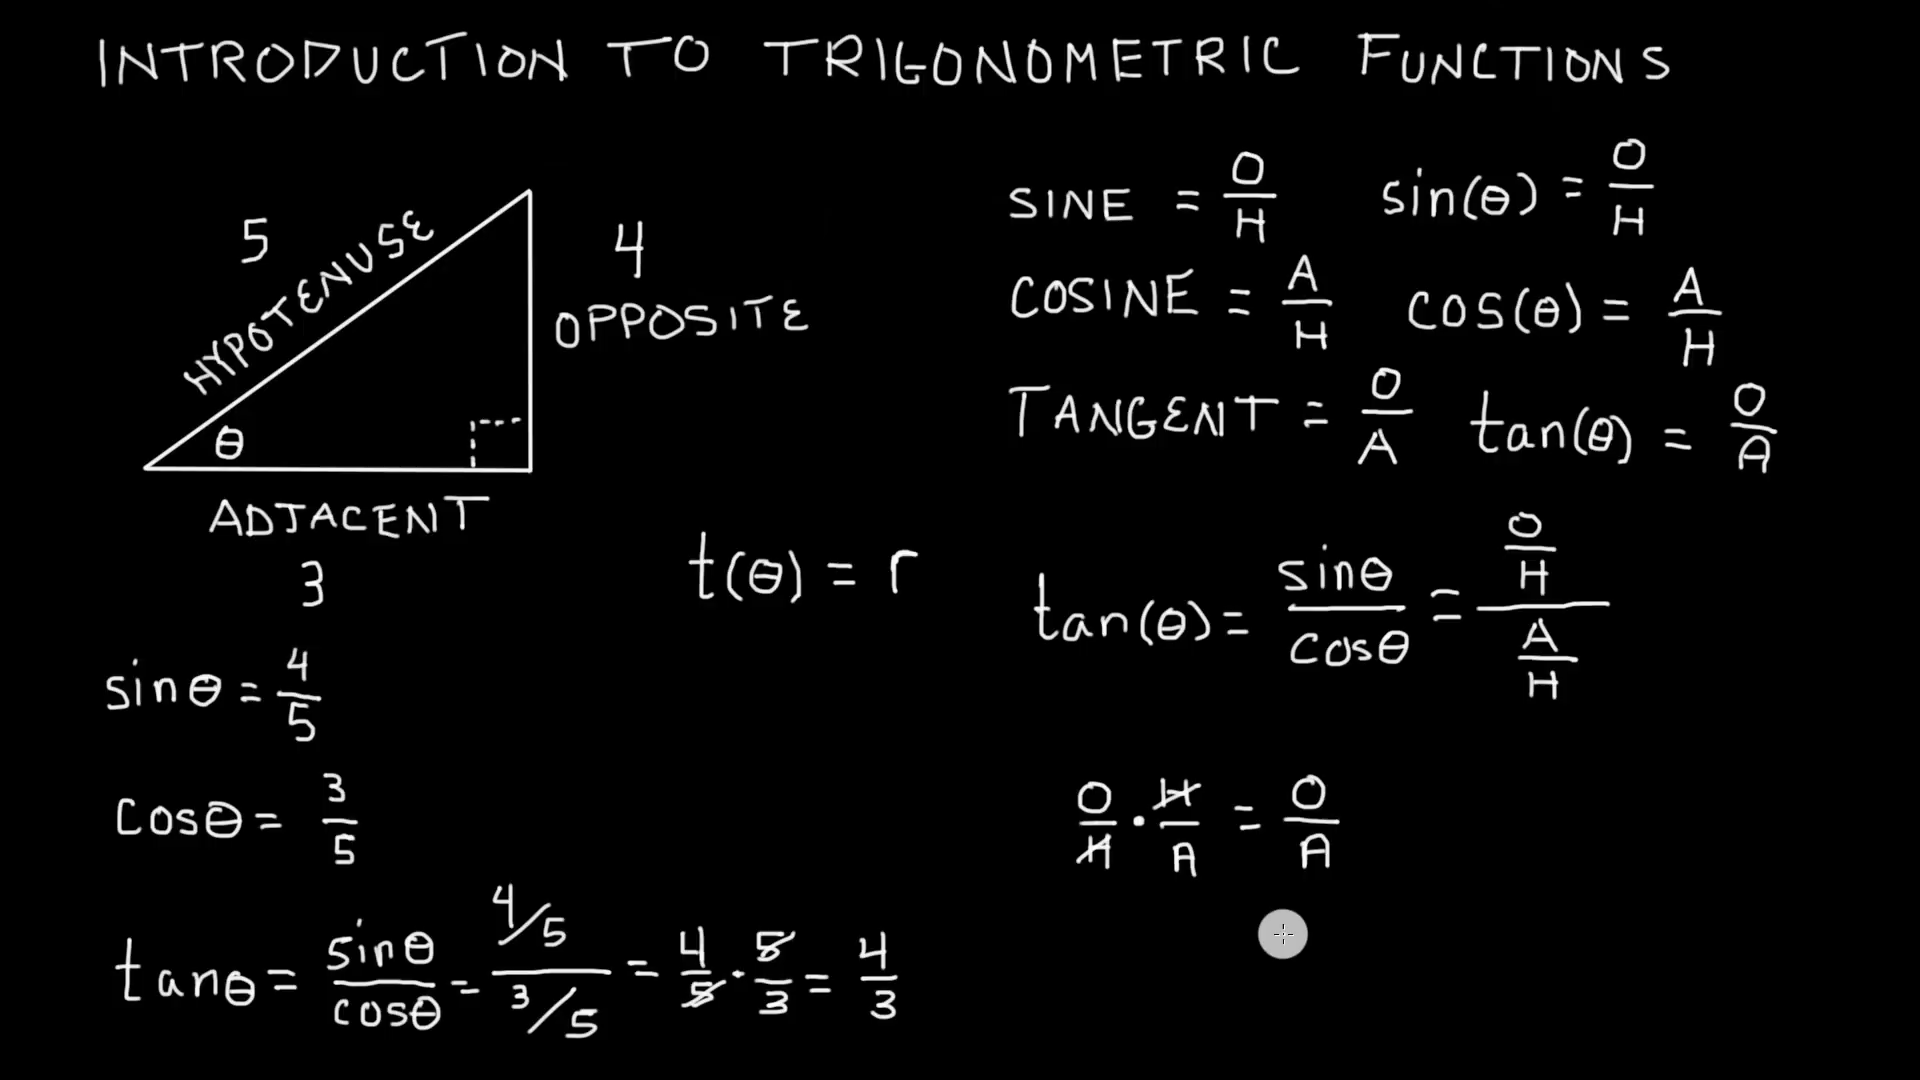 INTRODUCTION TO TRIGONOMETRIC FUNCTIONS
5
HYPOTENUSE
4
OPPOSITE
θ
ADJACENT
3
SINE = O/H
sin(θ) = O/H
COSINE = A/H
cos(θ) = A/H
TANGENT = O/A
tan(θ) = O/A
t(θ) = r
tan(θ) = sinθ/cosθ = (O/H)/(A/H)
sinθ = 4/5
cosθ = 3/5
O/H · H/A = O/A
tanθ = sinθ/cosθ = (4/5)/(3/5) = 4/5 · 5/3 = 4/3